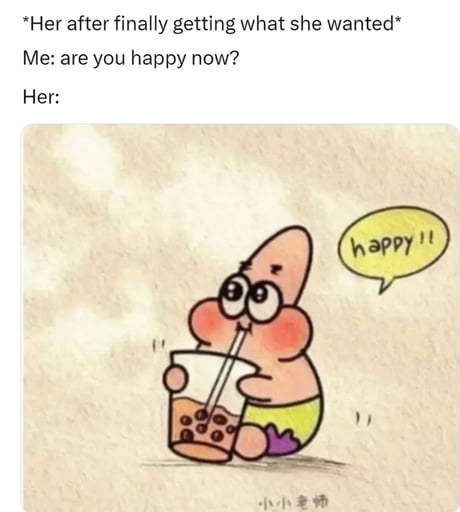 *Her after finally getting what she wanted*
Me: are you happy now?
Her:
happy !!
小小老师